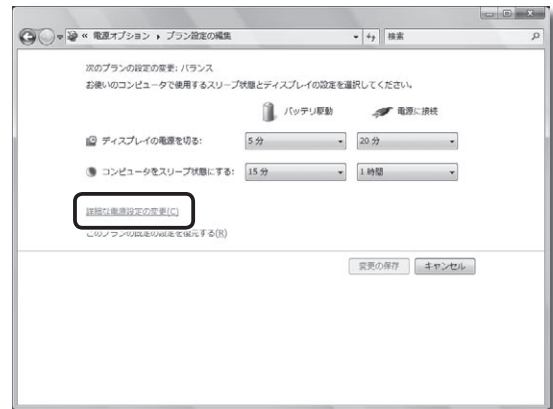 « 電源オプション ▸ プラン設定の編集 検索
次のプランの設定の変更: バランス
お使いのコンピュータで使用するスリープ状態とディスプレイの設定を選択してください。
バッテリ駆動 電源に接続
ディスプレイの電源を切る: 5 分 20 分
コンピュータをスリープ状態にする: 15 分 1 時間
詳細な電源設定の変更(C)
このプランの既定の設定を復元する(R)
変更の保存 キャンセル